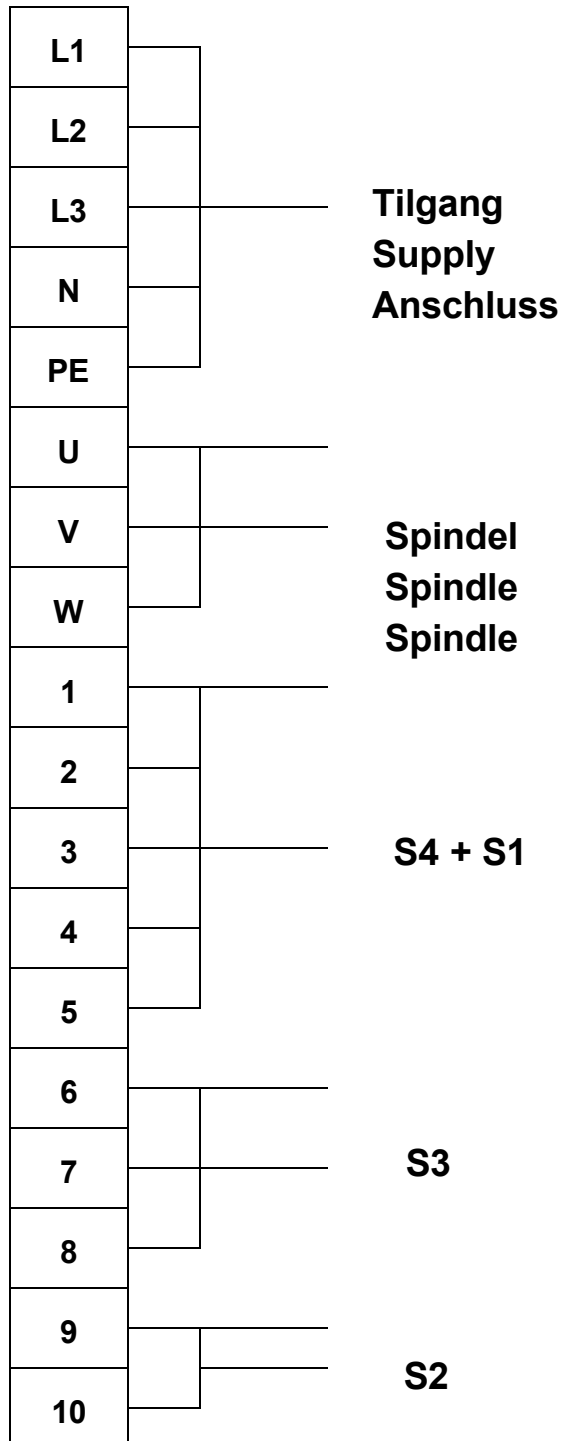 L1
L2
L3
N
PE
Tilgang
Supply
Anschluss
U
V
W
Spindel
Spindle
Spindle
1
2
3
4
5
S4 + S1
6
7
8
S3
9
10
S2